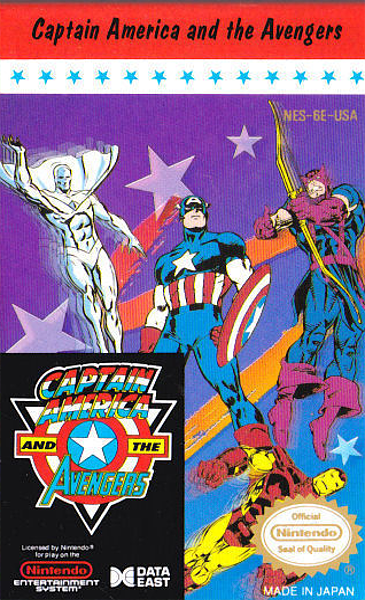 Captain America and the Avengers
NES-6E-USA
CAPTAIN
AMERICA
AND THE
AVENGERS
Licensed by Nintendo®
for play on the
Nintendo
ENTERTAINMENT
SYSTEM®
DATA
EAST
Official
Nintendo
Seal of Quality
®
MADE IN JAPAN